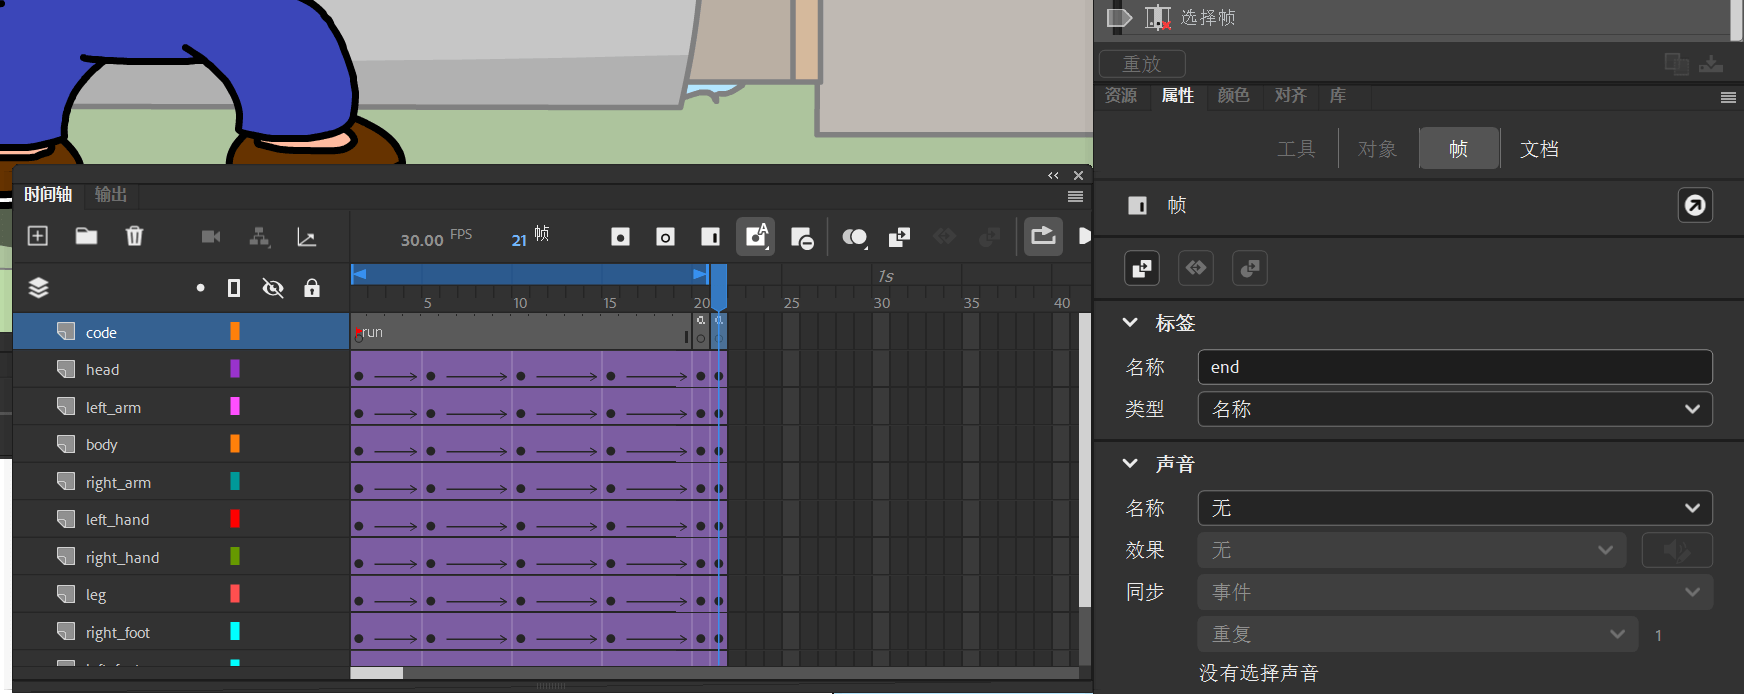 选择帧
重放
资源 属性 颜色 对齐 库
工具 对象 帧 文档
帧
标签
名称 end
类型 名称
声音
名称 无
效果 无
同步 事件
重复 1
没有选择声音
时间轴 输出
30.00 FPS 21 帧
1s
5 10 15 20 25 30 35 40
code
run
a a
head
left_arm
body
right_arm
left_hand
right_hand
leg
right_foot